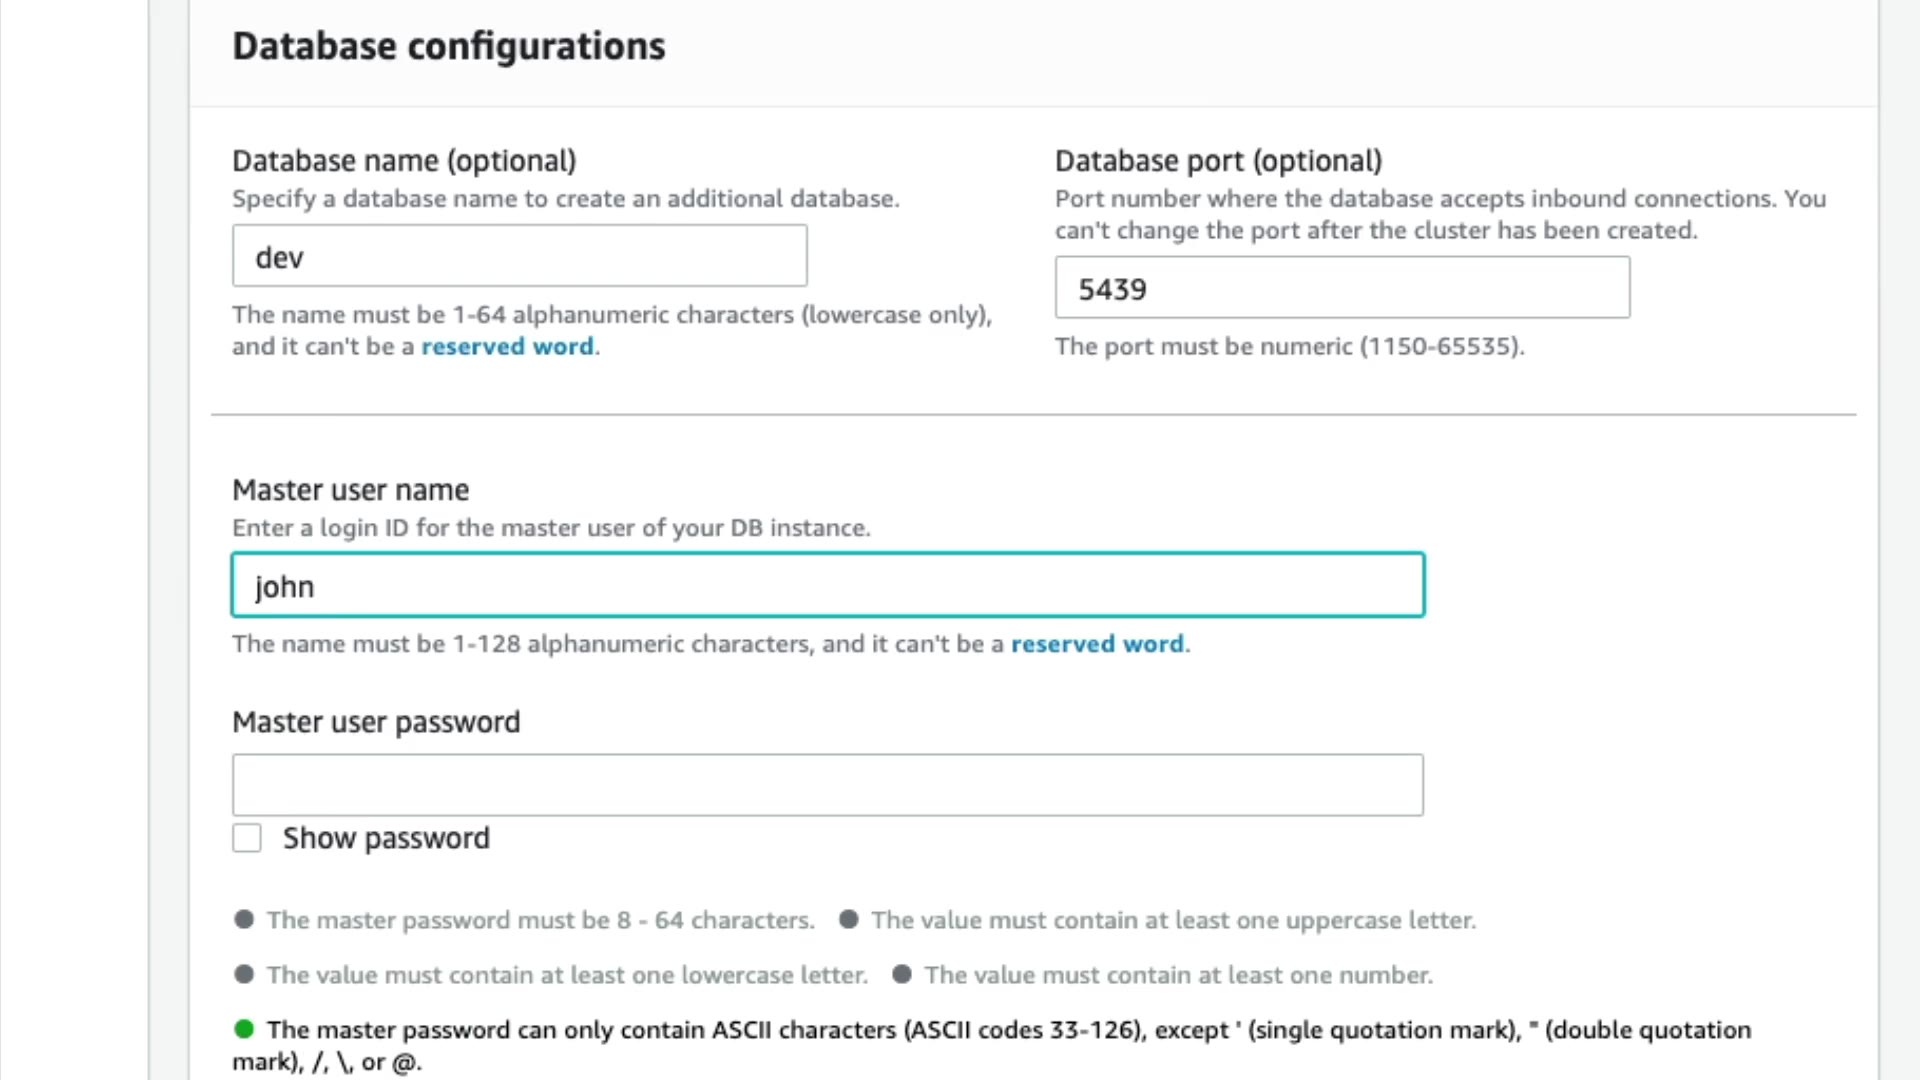 Database configurations
Database name (optional)
Specify a database name to create an additional database.
dev
The name must be 1-64 alphanumeric characters (lowercase only),
and it can't be a reserved word.
Database port (optional)
Port number where the database accepts inbound connections. You
can't change the port after the cluster has been created.
5439
The port must be numeric (1150-65535).
Master user name
Enter a login ID for the master user of your DB instance.
john
The name must be 1-128 alphanumeric characters, and it can't be a reserved word.
Master user password
Show password
The master password must be 8 - 64 characters. The value must contain at least one uppercase letter.
The value must contain at least one lowercase letter. The value must contain at least one number.
The master password can only contain ASCII characters (ASCII codes 33-126), except ' (single quotation mark), " (double quotation
mark), /, \, or @.